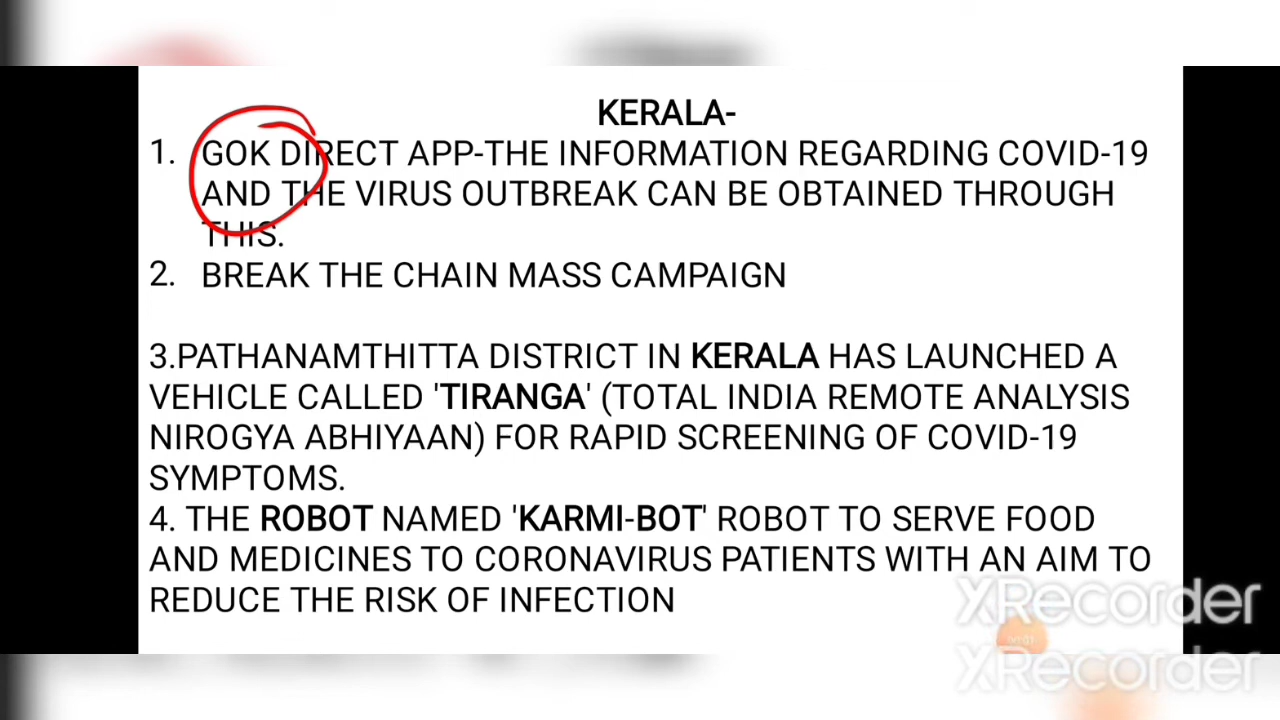 KERALA-
1. GOK DIRECT APP-THE INFORMATION REGARDING COVID-19
AND THE VIRUS OUTBREAK CAN BE OBTAINED THROUGH
THIS.
2. BREAK THE CHAIN MASS CAMPAIGN
3.PATHANAMTHITTA DISTRICT IN KERALA HAS LAUNCHED A
VEHICLE CALLED 'TIRANGA' (TOTAL INDIA REMOTE ANALYSIS
NIROGYA ABHIYAAN) FOR RAPID SCREENING OF COVID-19
SYMPTOMS.
4. THE ROBOT NAMED 'KARMI-BOT' ROBOT TO SERVE FOOD
AND MEDICINES TO CORONAVIRUS PATIENTS WITH AN AIM TO
REDUCE THE RISK OF INFECTION
XRecorder
XRecorder